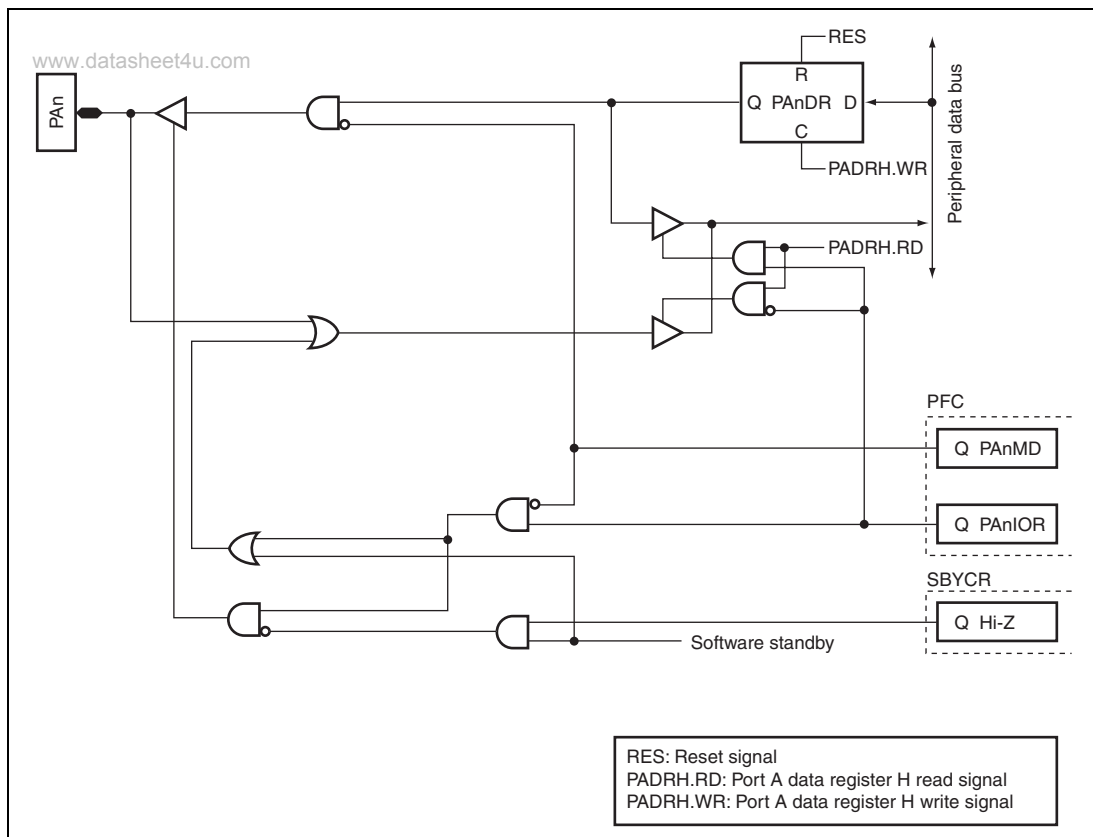 www.datasheet4u.com
RES
PAn
R
Q PAnDR D
C
PADRH.WR
Peripheral data bus
PADRH.RD
PFC
Q PAnMD
Q PAnIOR
SBYCR
Q Hi-Z
Software standby
RES: Reset signal
PADRH.RD: Port A data register H read signal
PADRH.WR: Port A data register H write signal